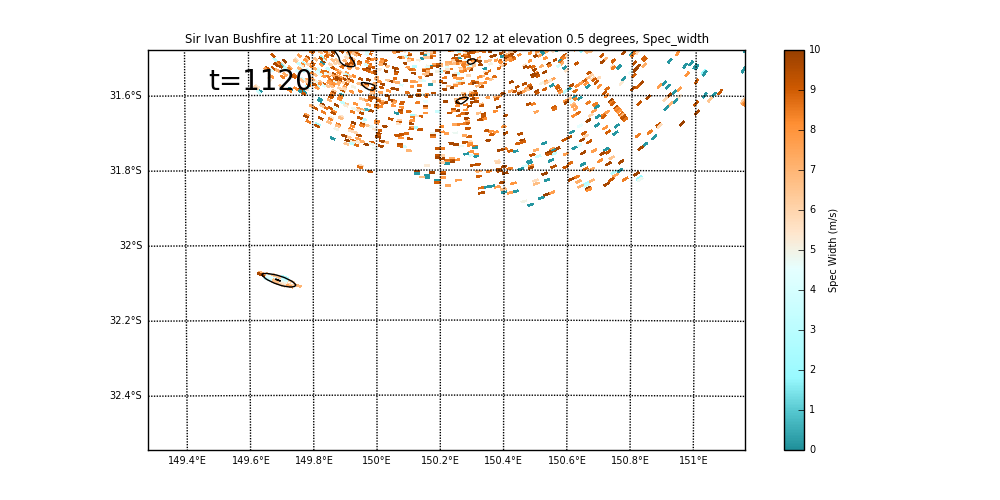 Sir Ivan Bushfire at 11:20 Local Time on 2017 02 12 at elevation 0.5 degrees, Spec_width
t=1120
31.6°S
31.8°S
32°S
32.2°S
32.4°S
149.4°E 149.6°E 149.8°E 150°E 150.2°E 150.4°E 150.6°E 150.8°E 151°E
10
9
8
7
6
5
4
3
2
1
0
Spec Width (m/s)